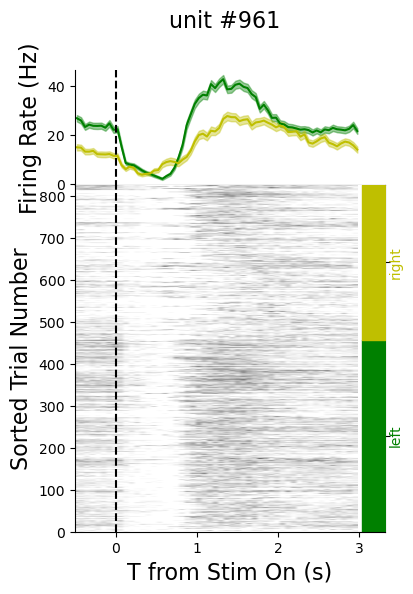 unit #961
Firing Rate (Hz)
40
20
0
Sorted Trial Number
800
700
600
500
400
300
200
100
0
right
left
0
1
2
3
T from Stim On (s)